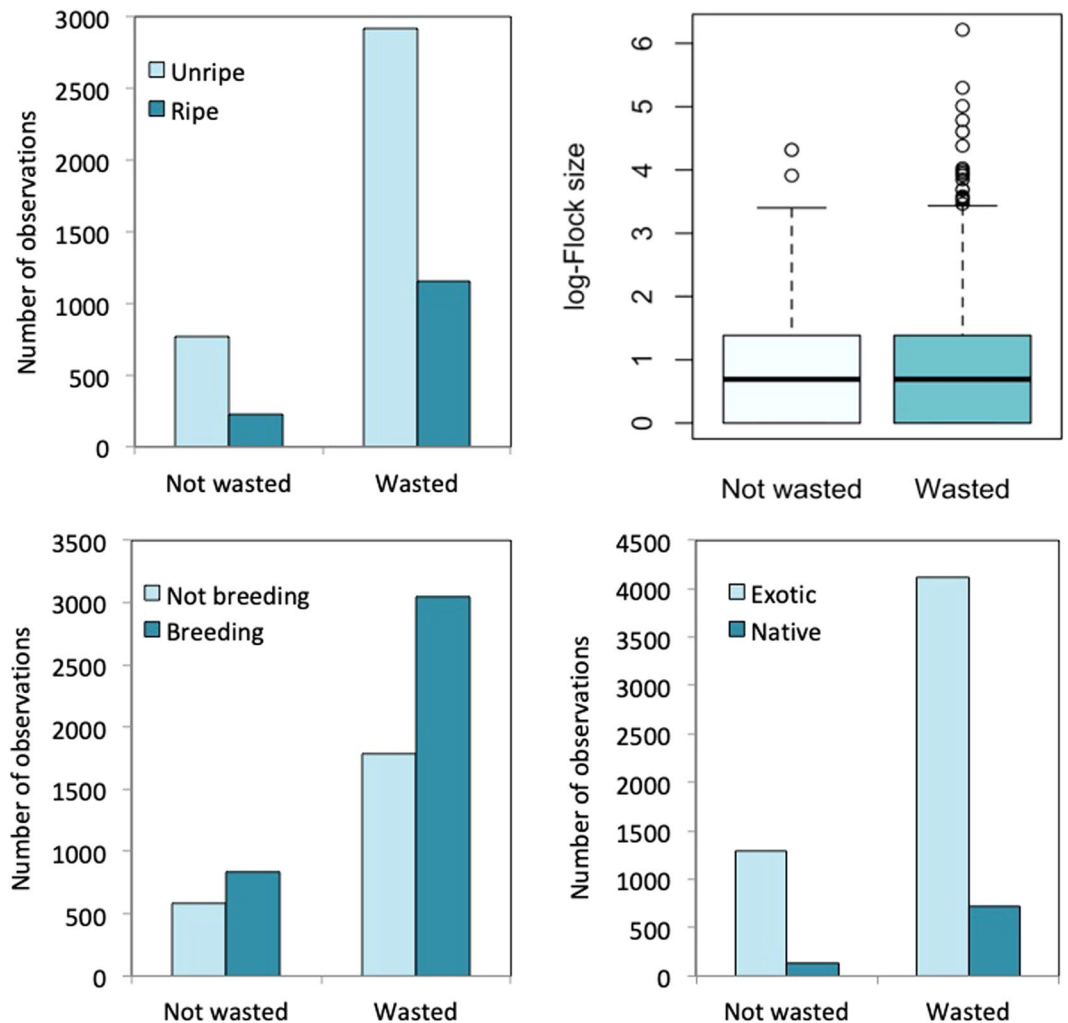 Number of observations
3000
2500
2000
1500
1000
500
0
Unripe
Ripe
Not wasted Wasted
log-Flock size
6
5
4
3
2
1
0
Not wasted Wasted
Number of observations
3500
3000
2500
2000
1500
1000
500
0
Not breeding
Breeding
Not wasted Wasted
Number of observations
4500
4000
3500
3000
2500
2000
1500
1000
500
0
Exotic
Native
Not wasted Wasted